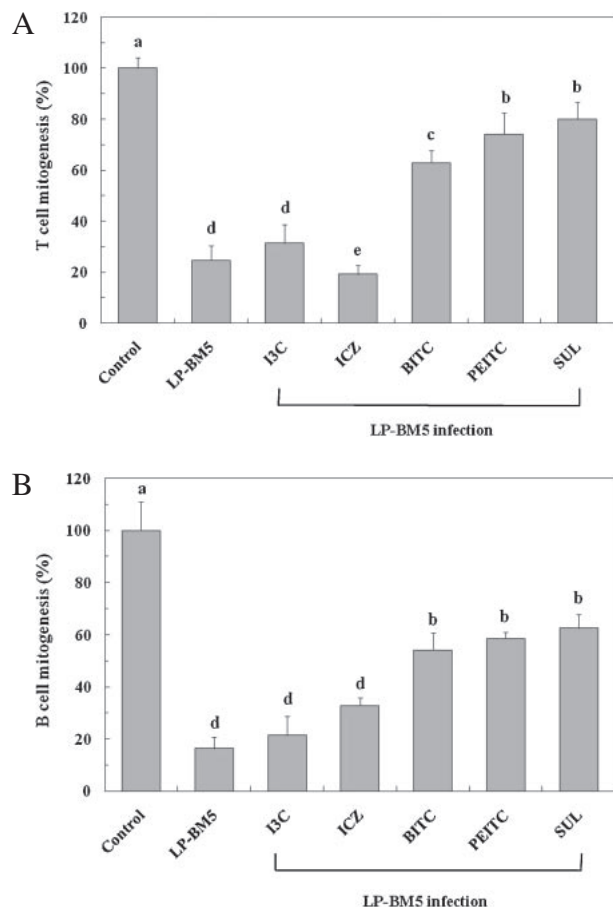 A
T cell mitogenesis (%)
120
100
80
60
40
20
0
a
d
d
e
c
b
b
Control
LP-BM5
I3C
ICZ
BITC
PEITC
SUL
LP-BM5 infection
B
B cell mitogenesis (%)
120
100
80
60
40
20
0
a
d
d
d
b
b
b
Control
LP-BM5
I3C
ICZ
BITC
PEITC
SUL
LP-BM5 infection